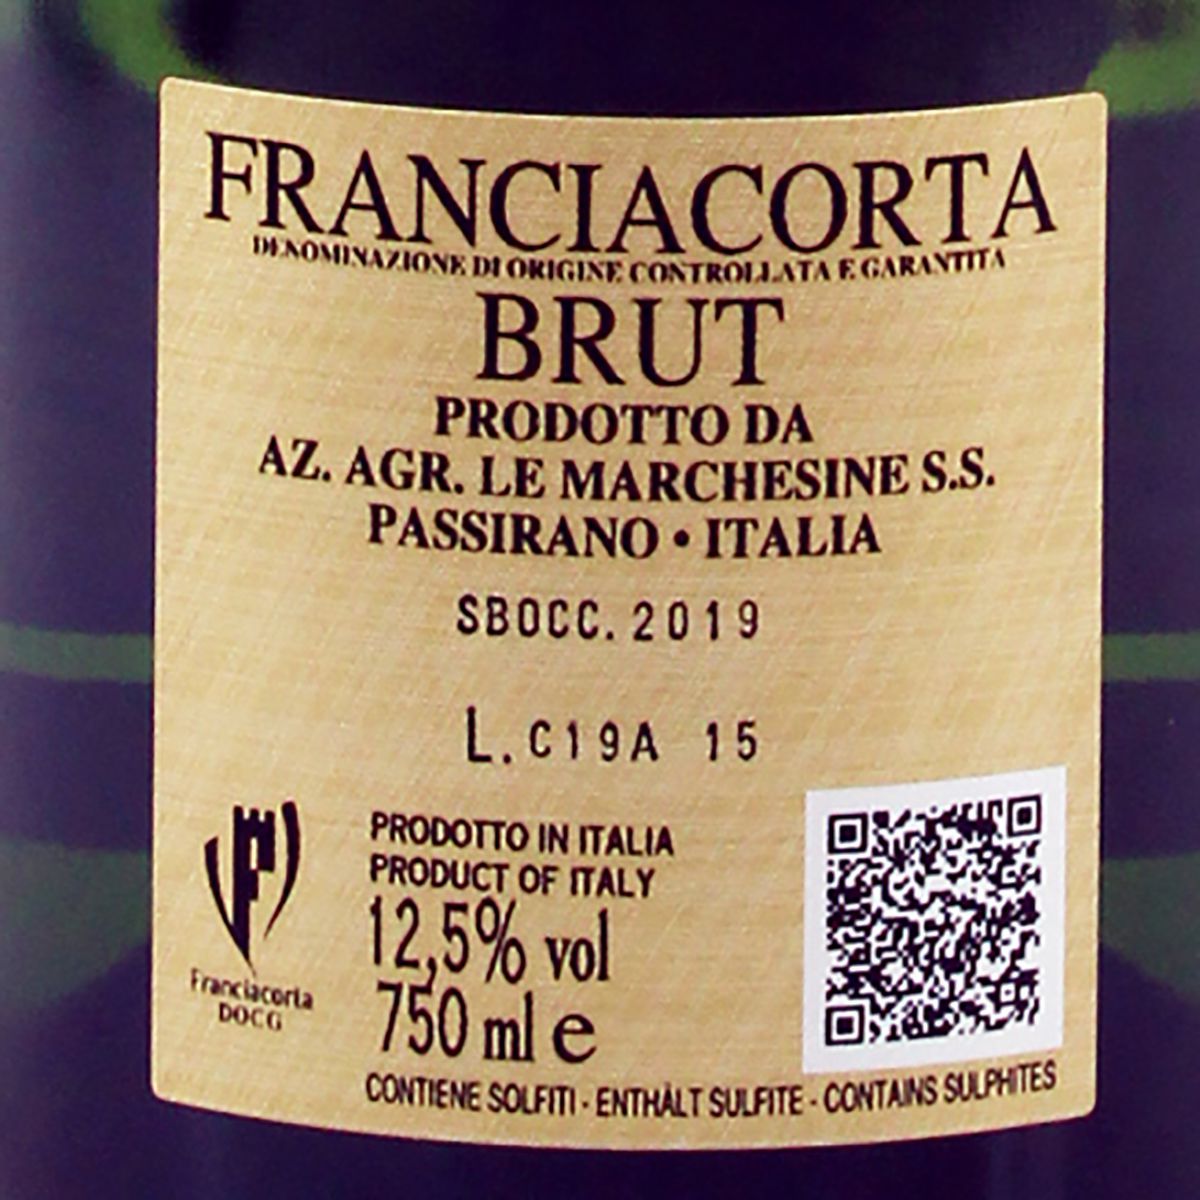 FRANCIACORTA
DENOMINAZIONE DI ORIGINE CONTROLLATA E GARANTITA
BRUT
PRODOTTO DA
AZ. AGR. LE MARCHESINE S.S.
PASSIRANO • ITALIA
SBOCC. 2019
L. C19A 15
PRODOTTO IN ITALIA
PRODUCT OF ITALY
12,5% vol
750 ml e
Franciacorta
DOCG
CONTIENE SOLFITI - ENTHÄLT SULFITE - CONTAINS SULPHITES